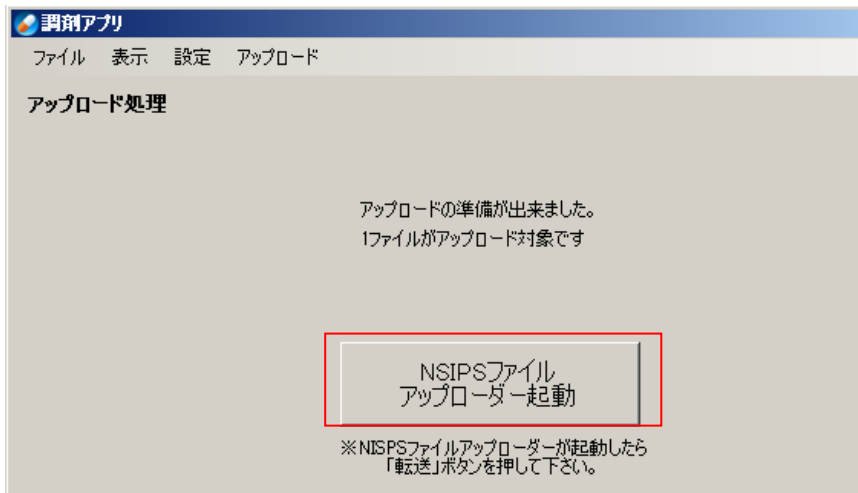 調剤アプリ
ファイル 表示 設定 アップロード
アップロード処理
アップロードの準備が出来ました。
1ファイルがアップロード対象です
NSIPSファイル
アップローダー起動
※NISPSファイルアップローダーが起動したら
「転送」ボタンを押して下さい。